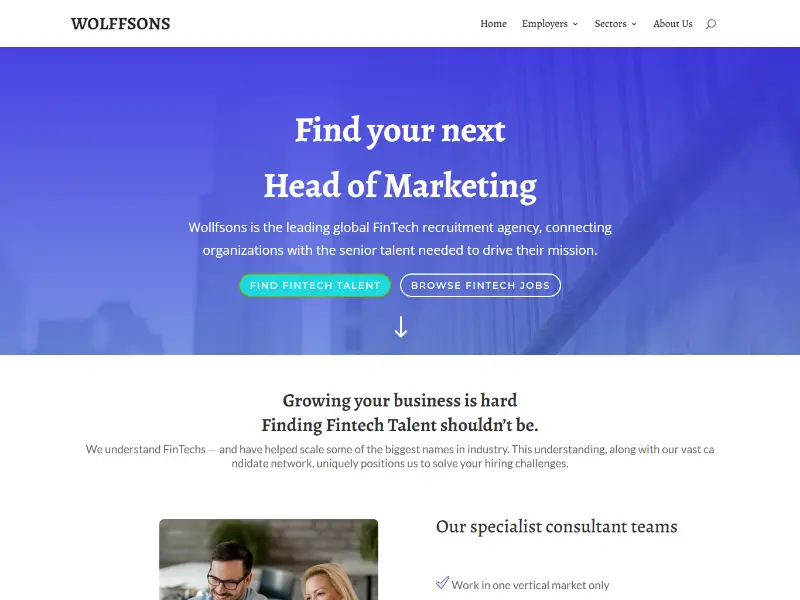 WOLFFSONS
Home
Employers
Sectors
About Us
Find your next
Head of Marketing
Wollfsons is the leading global FinTech recruitment agency, connecting
organizations with the senior talent needed to drive their mission.
FIND FINTECH TALENT
BROWSE FINTECH JOBS
Growing your business is hard
Finding Fintech Talent shouldn't be.
We understand FinTechs — and have helped scale some of the biggest names in industry. This understanding, along with our vast ca
ndidate network, uniquely positions us to solve your hiring challenges.
Our specialist consultant teams
Work in one vertical market only